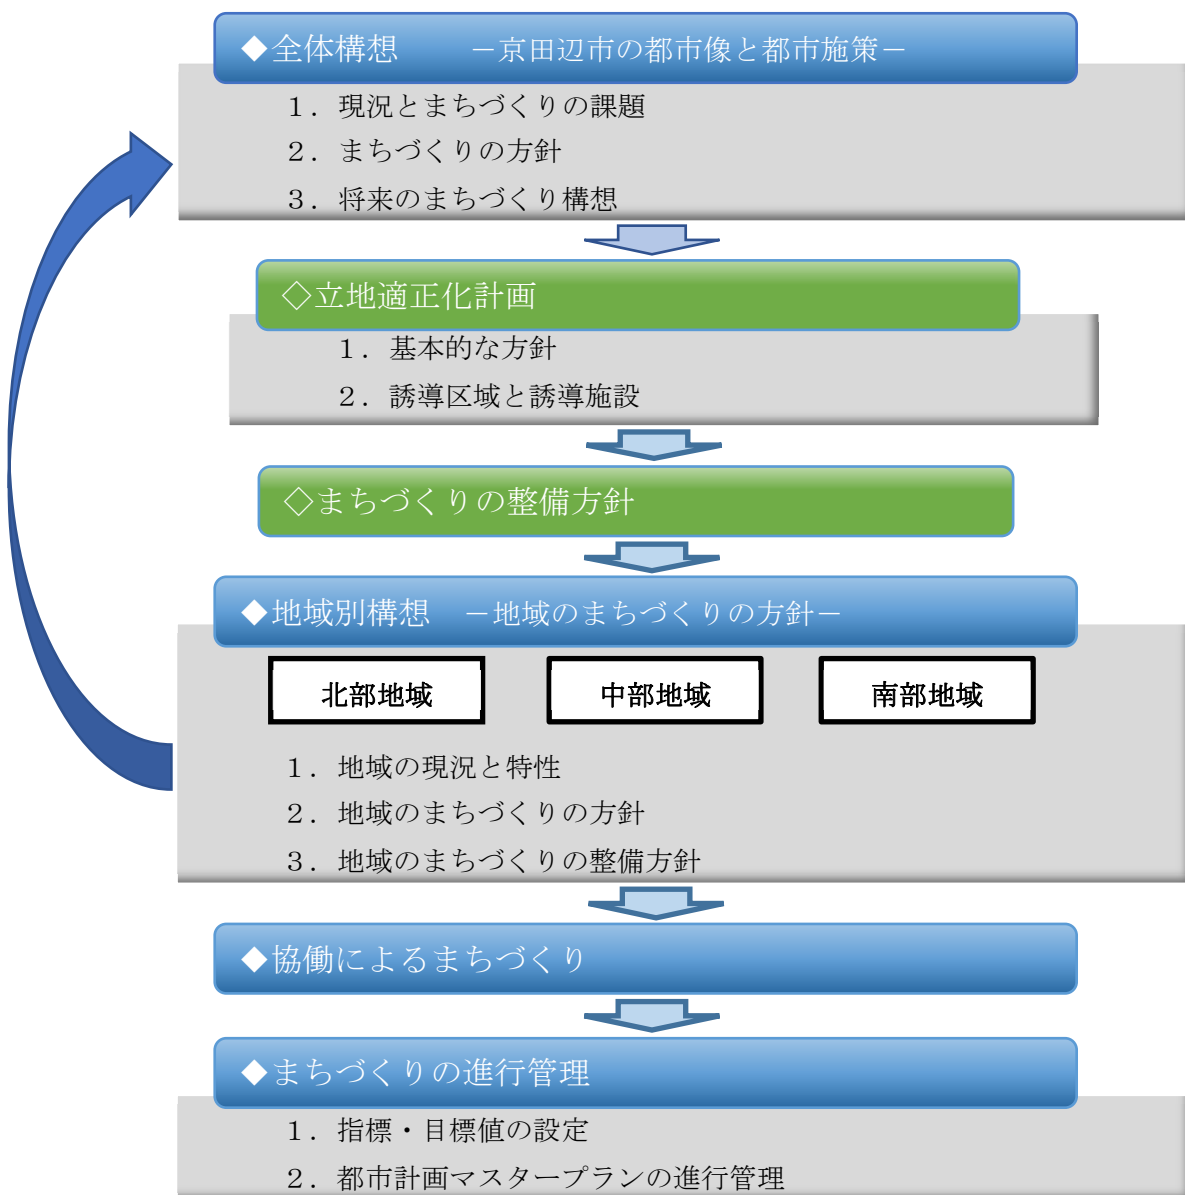 ◆全体構想　　－京田辺市の都市像と都市施策－
１．現況とまちづくりの課題
２．まちづくりの方針
３．将来のまちづくり構想
◇立地適正化計画
１．基本的な方針
２．誘導区域と誘導施設
◇まちづくりの整備方針
◆地域別構想　－地域のまちづくりの方針－
北部地域　中部地域　南部地域
１．地域の現況と特性
２．地域のまちづくりの方針
３．地域のまちづくりの整備方針
◆協働によるまちづくり
◆まちづくりの進行管理
１．指標・目標値の設定
２．都市計画マスタープランの進行管理